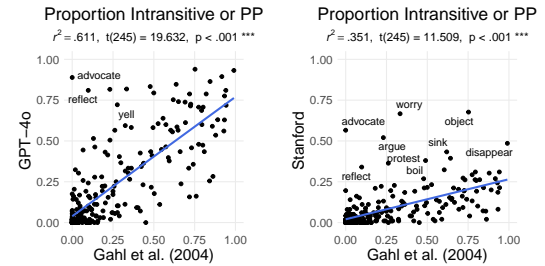 Proportion Intransitive or PP
r² = .611, t(245) = 19.632, p < .001 ***
1.00
0.75
0.50
0.25
0.00
GPT−4o
advocate
reflect
yell
0.00 0.25 0.50 0.75 1.00
Gahl et al. (2004)
Proportion Intransitive or PP
r² = .351, t(245) = 11.509, p < .001 ***
1.00
0.75
0.50
0.25
0.00
Stanford
worry
advocate
object
argue
sink
protest
disappear
boil
reflect
0.00 0.25 0.50 0.75 1.00
Gahl et al. (2004)